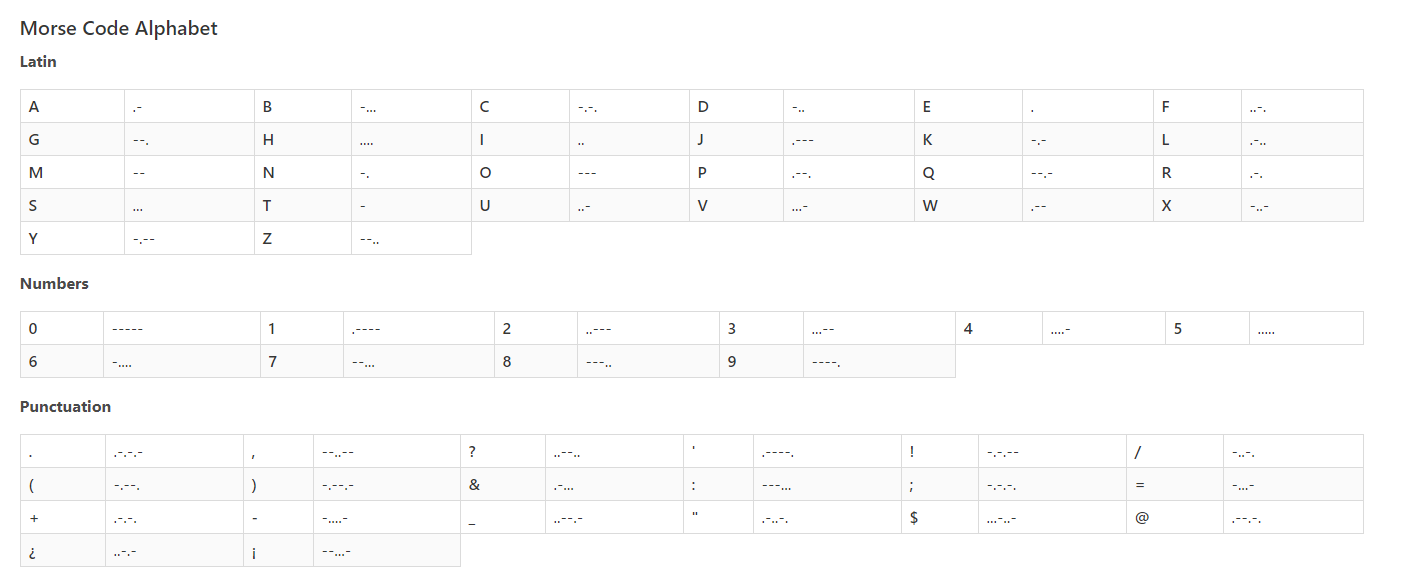 Morse Code Alphabet
Latin
A .- B -... C -.-. D -.. E . F ..-.
G --. H .... I .. J .--- K -.- L .-..
M -- N -. O --- P .--. Q --.- R .-.
S ... T - U ..- V ...- W .-- X -..-
Y -.-- Z --..
Numbers
0 ----- 1 .---- 2 ..--- 3 ...-- 4 ....- 5 .....
6 -.... 7 --... 8 ---.. 9 ----.
Punctuation
. .-.-.- , --..-- ? ..--.. ' .----. ! -.-.-- / -..-.
( -.--. ) -.--.- & .-... : ---... ; -.-.-. = -...-
+ .-.-. - -....- _ ..--.- " .-..-. $ ...-..- @ .--.-.
¿ ..-.- ¡ --...-